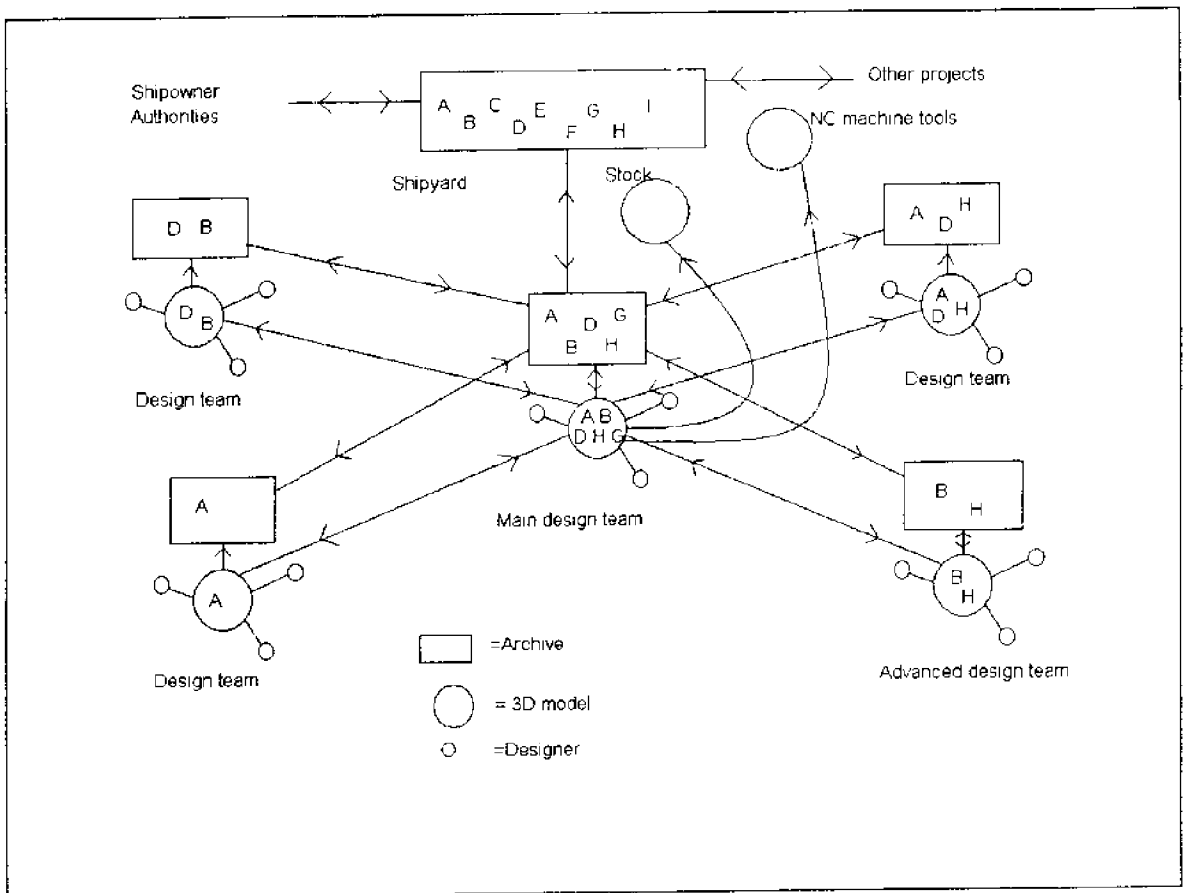 Other projects
Shipowner
Authorities
A B C D E F G H I
NC machine tools
Shipyard
Stock
D B
A D H
D B
A D H
A B D G H
Design team
Design team
A B
D H G
A
B H
Main design team
A
B H
=Archive
Design team
Advanced design team
= 3D model
=Designer